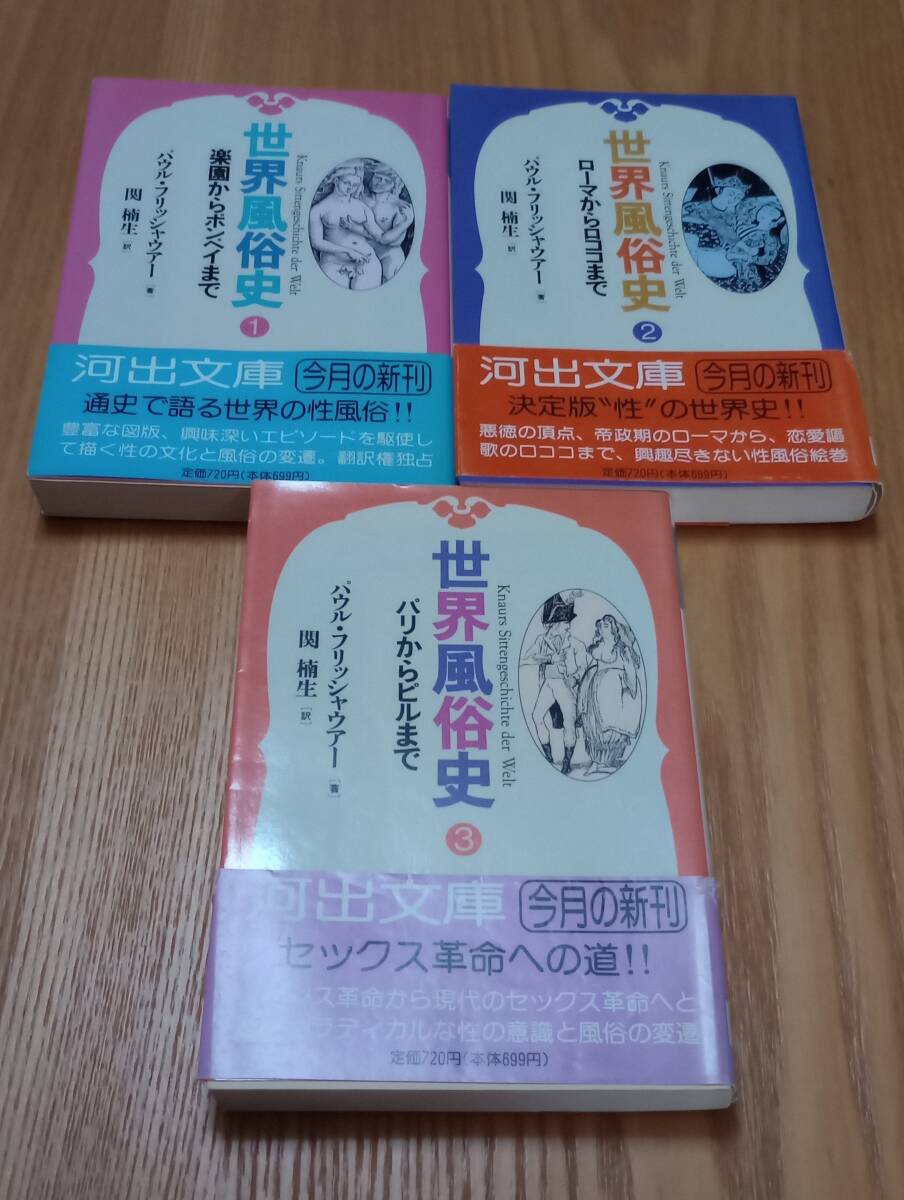 世界風俗史
Knaurs Sittengeschichte der Welt
楽園からポンペイまで
パウル・フリッシャウアー[著]
関 楠生[訳]
1
河出文庫 今月の新刊
通史で語る世界の性風俗!!
豊富な図版、興味深いエピソードを駆使し
て描く性の文化と風俗の変遷。翻訳権独占
定価720円(本体699円)
世界風俗史
Knaurs Sittengeschichte der Welt
ローマからロココまで
パウル・フリッシャウアー[著]
関 楠生[訳]
2
河出文庫 今月の新刊
決定版〝性〟の世界史!!
悪徳の頂点、帝政期のローマから、恋愛謳
歌のロココまで、興趣尽きない性風俗絵巻
定価720円(本体699円)
世界風俗史
Knaurs Sittengeschichte der Welt
パリからピルまで
パウル・フリッシャウアー[著]
関 楠生[訳]
3
河出文庫 今月の新刊
セックス革命への道!!
ンス革命から現代のセックス革命へと
ラディカルな性の意識と風俗の変遷
定価720円(本体699円)